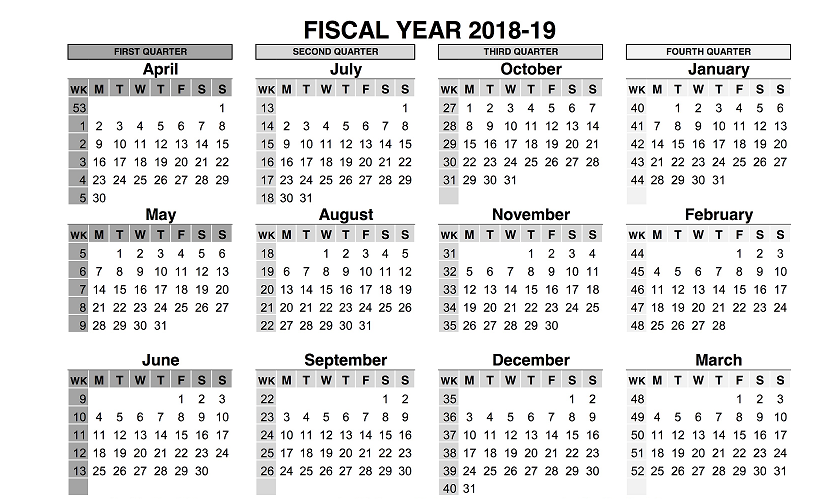 FISCAL YEAR 2018-19
FIRST QUARTER
April
WK M T W T F S S
53 1
1 2 3 4 5 6 7 8
2 9 10 11 12 13 14 15
3 16 17 18 19 20 21 22
4 23 24 25 26 27 28 29
5 30
May
WK M T W T F S S
5 1 2 3 4 5 6
6 7 8 9 10 11 12 13
7 14 15 16 17 18 19 20
8 21 22 23 24 25 26 27
9 28 29 30 31
June
WK M T W T F S S
9 1 2 3
10 4 5 6 7 8 9 10
11 11 12 13 14 15 16 17
12 18 19 20 21 22 23 24
13 25 26 27 28 29 30
SECOND QUARTER
July
WK M T W T F S S
13 1
14 2 3 4 5 6 7 8
15 9 10 11 12 13 14 15
16 16 17 18 19 20 21 22
17 23 24 25 26 27 28 29
18 30 31
August
WK M T W T F S S
18 1 2 3 4 5
19 6 7 8 9 10 11 12
20 13 14 15 16 17 18 19
21 20 21 22 23 24 25 26
22 27 28 29 30 31
September
WK M T W T F S S
22 1 2
23 3 4 5 6 7 8 9
24 10 11 12 13 14 15 16
25 17 18 19 20 21 22 23
26 24 25 26 27 28 29 30
THIRD QUARTER
October
WK M T W T F S S
27 1 2 3 4 5 6 7
28 8 9 10 11 12 13 14
29 15 16 17 18 19 20 21
30 22 23 24 25 26 27 28
31 29 30 31
November
WK M T W T F S S
31 1 2 3 4
32 5 6 7 8 9 10 11
33 12 13 14 15 16 17 18
34 19 20 21 22 23 24 25
35 26 27 28 29 30
December
WK M T W T F S S
35 1 2
36 3 4 5 6 7 8 9
37 10 11 12 13 14 15 16
38 17 18 19 20 21 22 23
39 24 25 26 27 28 29 30
40 31
FOURTH QUARTER
January
WK M T W T F S S
40 1 2 3 4 5 6
41 7 8 9 10 11 12 13
42 14 15 16 17 18 19 20
43 21 22 23 24 25 26 27
44 28 29 30 31
February
WK M T W T F S S
44 1 2 3
45 4 5 6 7 8 9 10
46 11 12 13 14 15 16 17
47 18 19 20 21 22 23 24
48 25 26 27 28
March
WK M T W T F S S
48 1 2 3
49 4 5 6 7 8 9 10
50 11 12 13 14 15 16 17
51 18 19 20 21 22 23 24
52 25 26 27 28 29 30 31